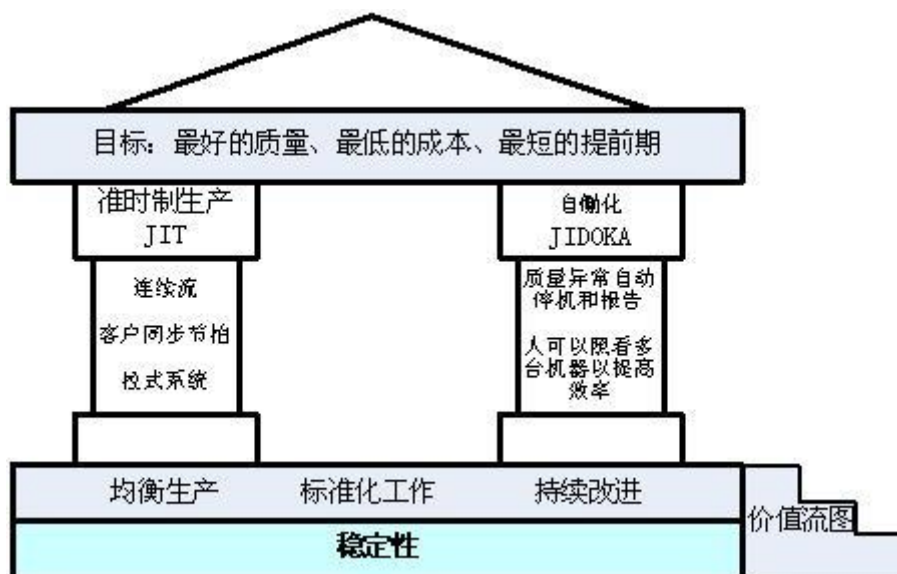 目标：最好的质量、最低的成本、最短的提前期
准时制生产
JIT
自働化
JIDOKA
连续流
客户同步节拍
拉式系统
质量异常自动
停机和报告
人可以照看多
台机器以提高
效率
均衡生产 标准化工作 持续改进
稳定性
价值流图